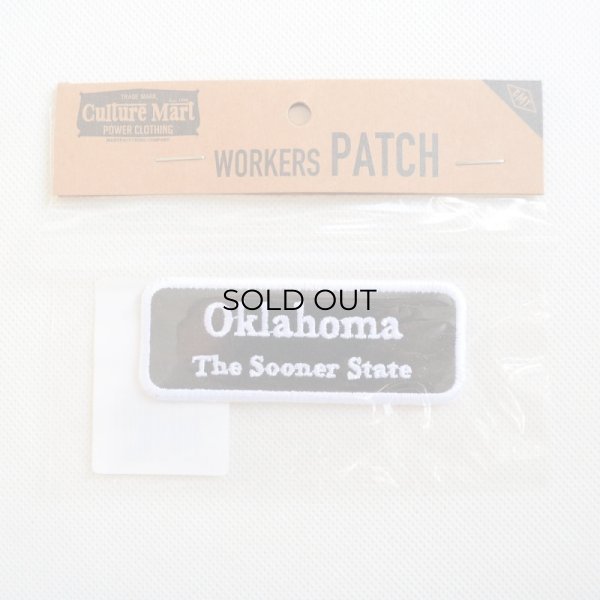 TRADE MARK
Culture Mart
POWER CLOTHING
WORKERS PATCH
SOLD OUT
Oklahoma
The Sooner State